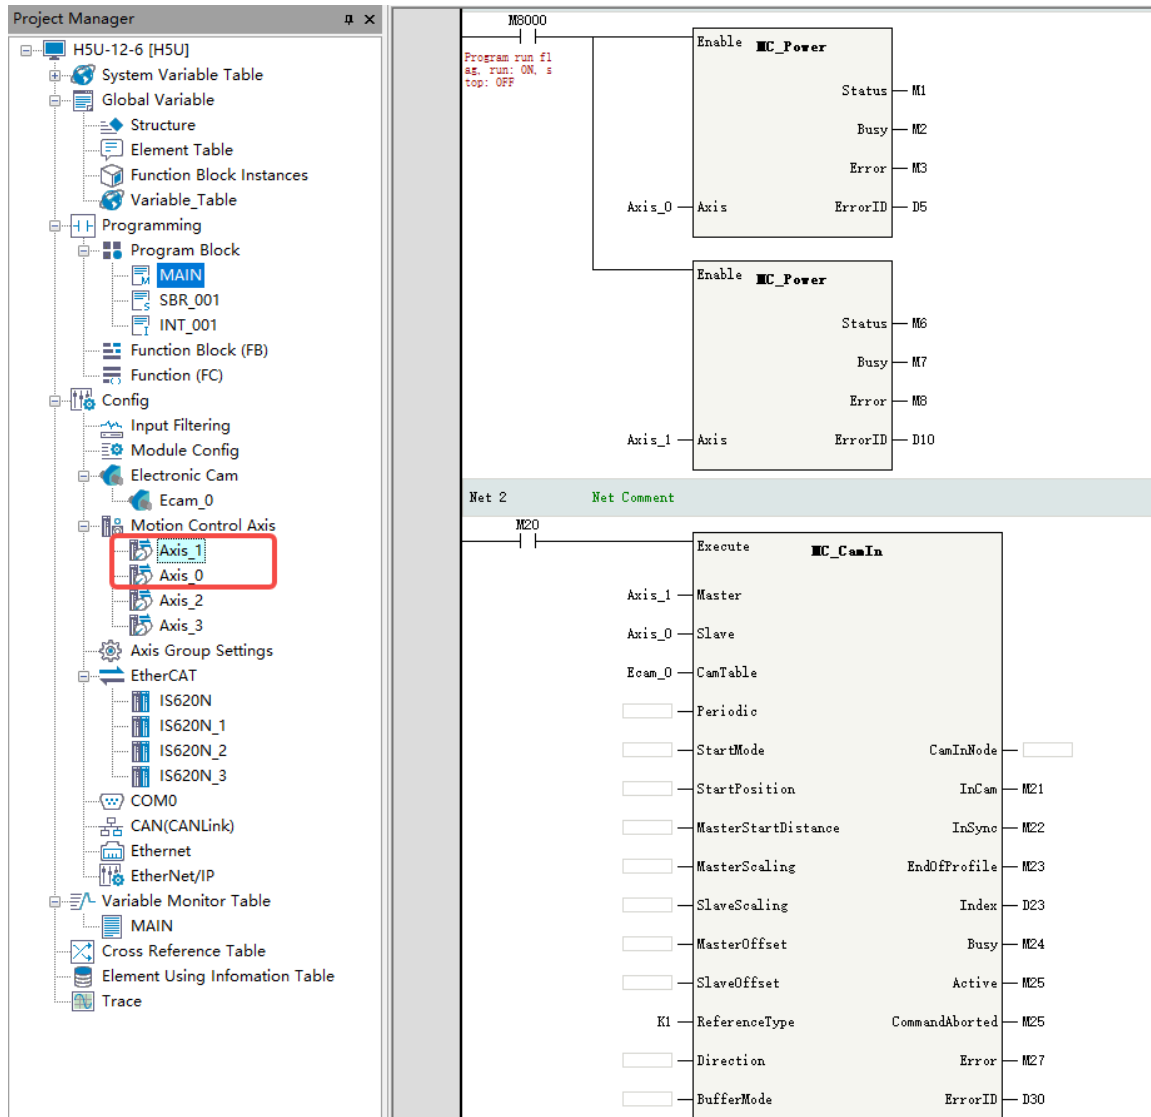 Project Manager
H5U-12-6 [H5U]
System Variable Table
Global Variable
Structure
Element Table
Function Block Instances
Variable_Table
Programming
Program Block
MAIN
SBR_001
INT_001
Function Block (FB)
Function (FC)
Config
Input Filtering
Module Config
Electronic Cam
Ecam_0
Motion Control Axis
Axis_1
Axis_0
Axis_2
Axis_3
Axis Group Settings
EtherCAT
IS620N
IS620N_1
IS620N_2
IS620N_3
COM0
CAN(CANLink)
Ethernet
EtherNet/IP
Variable Monitor Table
MAIN
Cross Reference Table
Element Using Infomation Table
Trace
M8000
Program run fl
ag, run: ON, s
top: OFF
Enable MC_Power
Status M1
Busy M2
Error M3
Axis_0 Axis ErrorID D5
Enable MC_Power
Status M6
Busy M7
Error M8
Axis_1 Axis ErrorID D10
Net 2 Net Comment
M20
Execute MC_CamIn
Axis_1 Master
Axis_0 Slave
Ecam_0 CamTable
Periodic
StartMode CamInNode
StartPosition InCam M21
MasterStartDistance InSync M22
MasterScaling EndOfProfile M23
SlaveScaling Index D23
MasterOffset Busy M24
SlaveOffset Active M25
K1 ReferenceType CommandAborted M25
Direction Error M27
BufferMode ErrorID D30